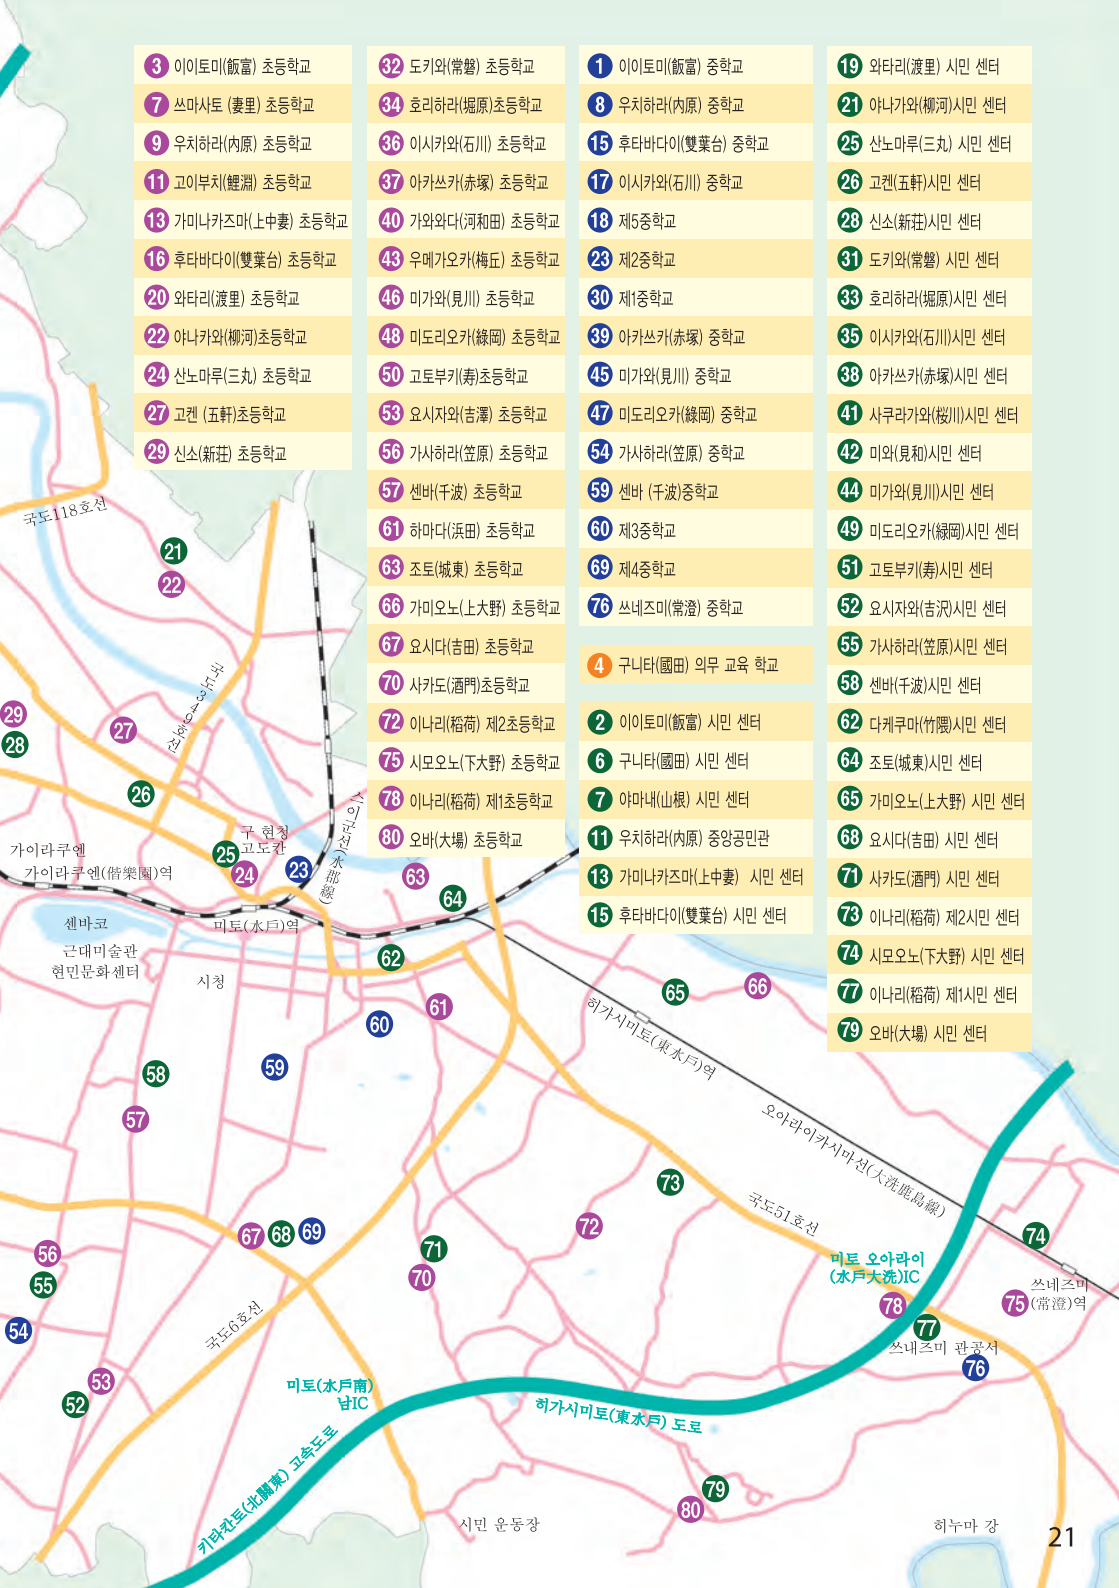 3 이이토미(飯富) 초등학교
7 쓰마사토 (妻里) 초등학교
9 우치하라(内原) 초등학교
11 고이부치(鯉淵) 초등학교
13 가미나카즈마(上中妻) 초등학교
16 후타바다이(雙葉台) 초등학교
20 와타리(渡里) 초등학교
22 야나카와(柳河)초등학교
24 산노마루(三丸) 초등학교
27 고켄 (五軒)초등학교
29 신소(新荘) 초등학교
32 도키와(常磐) 초등학교
34 호리하라(堀原)초등학교
36 이시카와(石川) 초등학교
37 아카쓰카(赤塚) 초등학교
40 가와와다(河和田) 초등학교
43 우메가오카(梅丘) 초등학교
46 미가와(見川) 초등학교
48 미도리오카(綠岡) 초등학교
50 고토부키(寿)초등학교
53 요시자와(吉澤) 초등학교
56 가사하라(笠原) 초등학교
57 센바(千波) 초등학교
61 하마다(浜田) 초등학교
63 조토(城東) 초등학교
66 가미오노(上大野) 초등학교
67 요시다(吉田) 초등학교
70 사카도(酒門)초등학교
72 이나리(稻荷) 제2초등학교
75 시모오노(下大野) 초등학교
78 이나리(稻荷) 제1초등학교
80 오바(大場) 초등학교
1 이이토미(飯富) 중학교
8 우치하라(内原) 중학교
15 후타바다이(雙葉台) 중학교
17 이시카와(石川) 중학교
18 제5중학교
23 제2중학교
30 제1중학교
39 아카쓰카(赤塚) 중학교
45 미가와(見川) 중학교
47 미도리오카(綠岡) 중학교
54 가사하라(笠原) 중학교
59 센바 (千波)중학교
60 제3중학교
69 제4중학교
76 쓰네즈미(常澄) 중학교
4 구니타(國田) 의무 교육 학교
2 이이토미(飯富) 시민 센터
6 구니타(國田) 시민 센터
7 야마내(山根) 시민 센터
11 우치하라(内原) 중앙공민관
13 가미나카즈마(上中妻) 시민 센터
15 후타바다이(雙葉台) 시민 센터
19 와타리(渡里) 시민 센터
21 야나가와(柳河)시민 센터
25 산노마루(三丸) 시민 센터
26 고켄(五軒)시민 센터
28 신소(新荘)시민 센터
31 도키와(常磐) 시민 센터
33 호리하라(堀原)시민 센터
35 이시카와(石川)시민 센터
38 아카쓰카(赤塚)시민 센터
41 사쿠라가와(桜川)시민 센터
42 미와(見和)시민 센터
44 미가와(見川)시민 센터
49 미도리오카(緑岡)시민 센터
51 고토부키(寿)시민 센터
52 요시자와(吉沢)시민 센터
55 가사하라(笠原)시민 센터
58 센바(千波)시민 센터
62 다케쿠마(竹隈)시민 센터
64 조토(城東)시민 센터
65 가미오노(上大野) 시민 센터
68 요시다(吉田) 시민 센터
71 사카도(酒門) 시민 센터
73 이나리(稻荷) 제2시민 센터
74 시모오노(下大野) 시민 센터
77 이나리(稻荷) 제1시민 센터
79 오바(大場) 시민 센터
국도118호선
21
22
국도349호선
29
28
27
26
스이군선(水郡線)
구 현청
고도칸
가이라쿠엔
가이라쿠엔(偕樂園)역
25
24
23
63
64
센바코
미토(水戶)역
근대미술관
현민문화센터
시청
62
65
66
61
60
히가시미토(東水戶)역
58
59
57
오아라이카시마선(大洗鹿島線)
73
국도51호선
72
67
68
69
71
70
74
56
55
54
미토 오아라이
(水戶大洗)IC
쓰네즈미
(常澄)역
78
77
75
쓰내즈미 관공서
76
국도6호선
53
52
미토(水戶南)
남IC
히가시미토(東水戶) 도로
키타칸토(北關東) 고속도로
79
80
시민 운동장
히누마 강
21